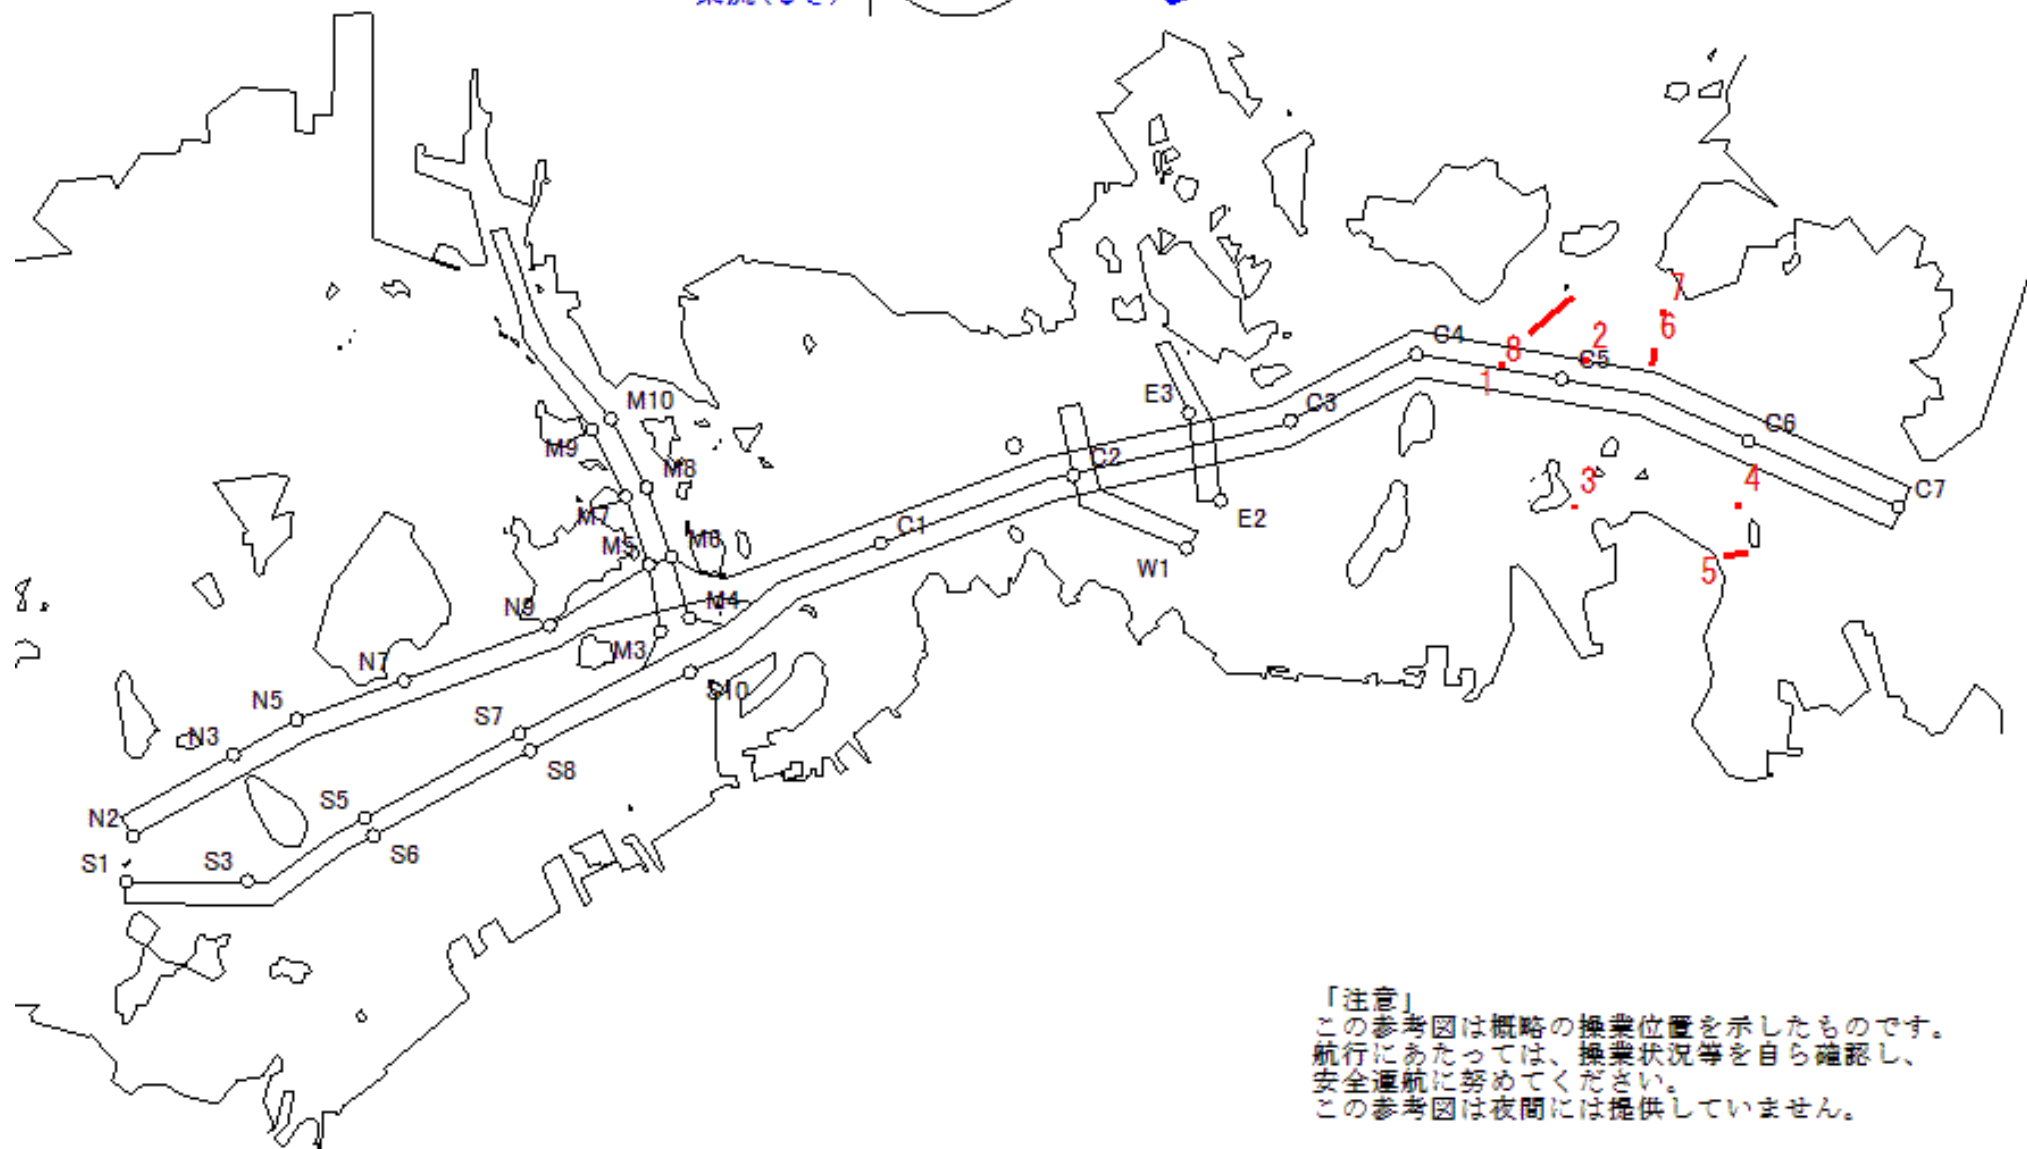 7
6
2
C4
8
C5
1
E3
M10
C3
C6
M9
M8
C2
3
4
C7
M7
E2
C1
M5
M6
W1
5
N9
M4
M3
N7
S10
N5
S7
N3
S8
S5
N2
S6
S1
S3
「注意」
この参考図は概略の操業位置を示したものです。
航行にあたっては、操業状況等を自ら確認し、
安全運航に努めてください。
この参考図は夜間には提供していません。